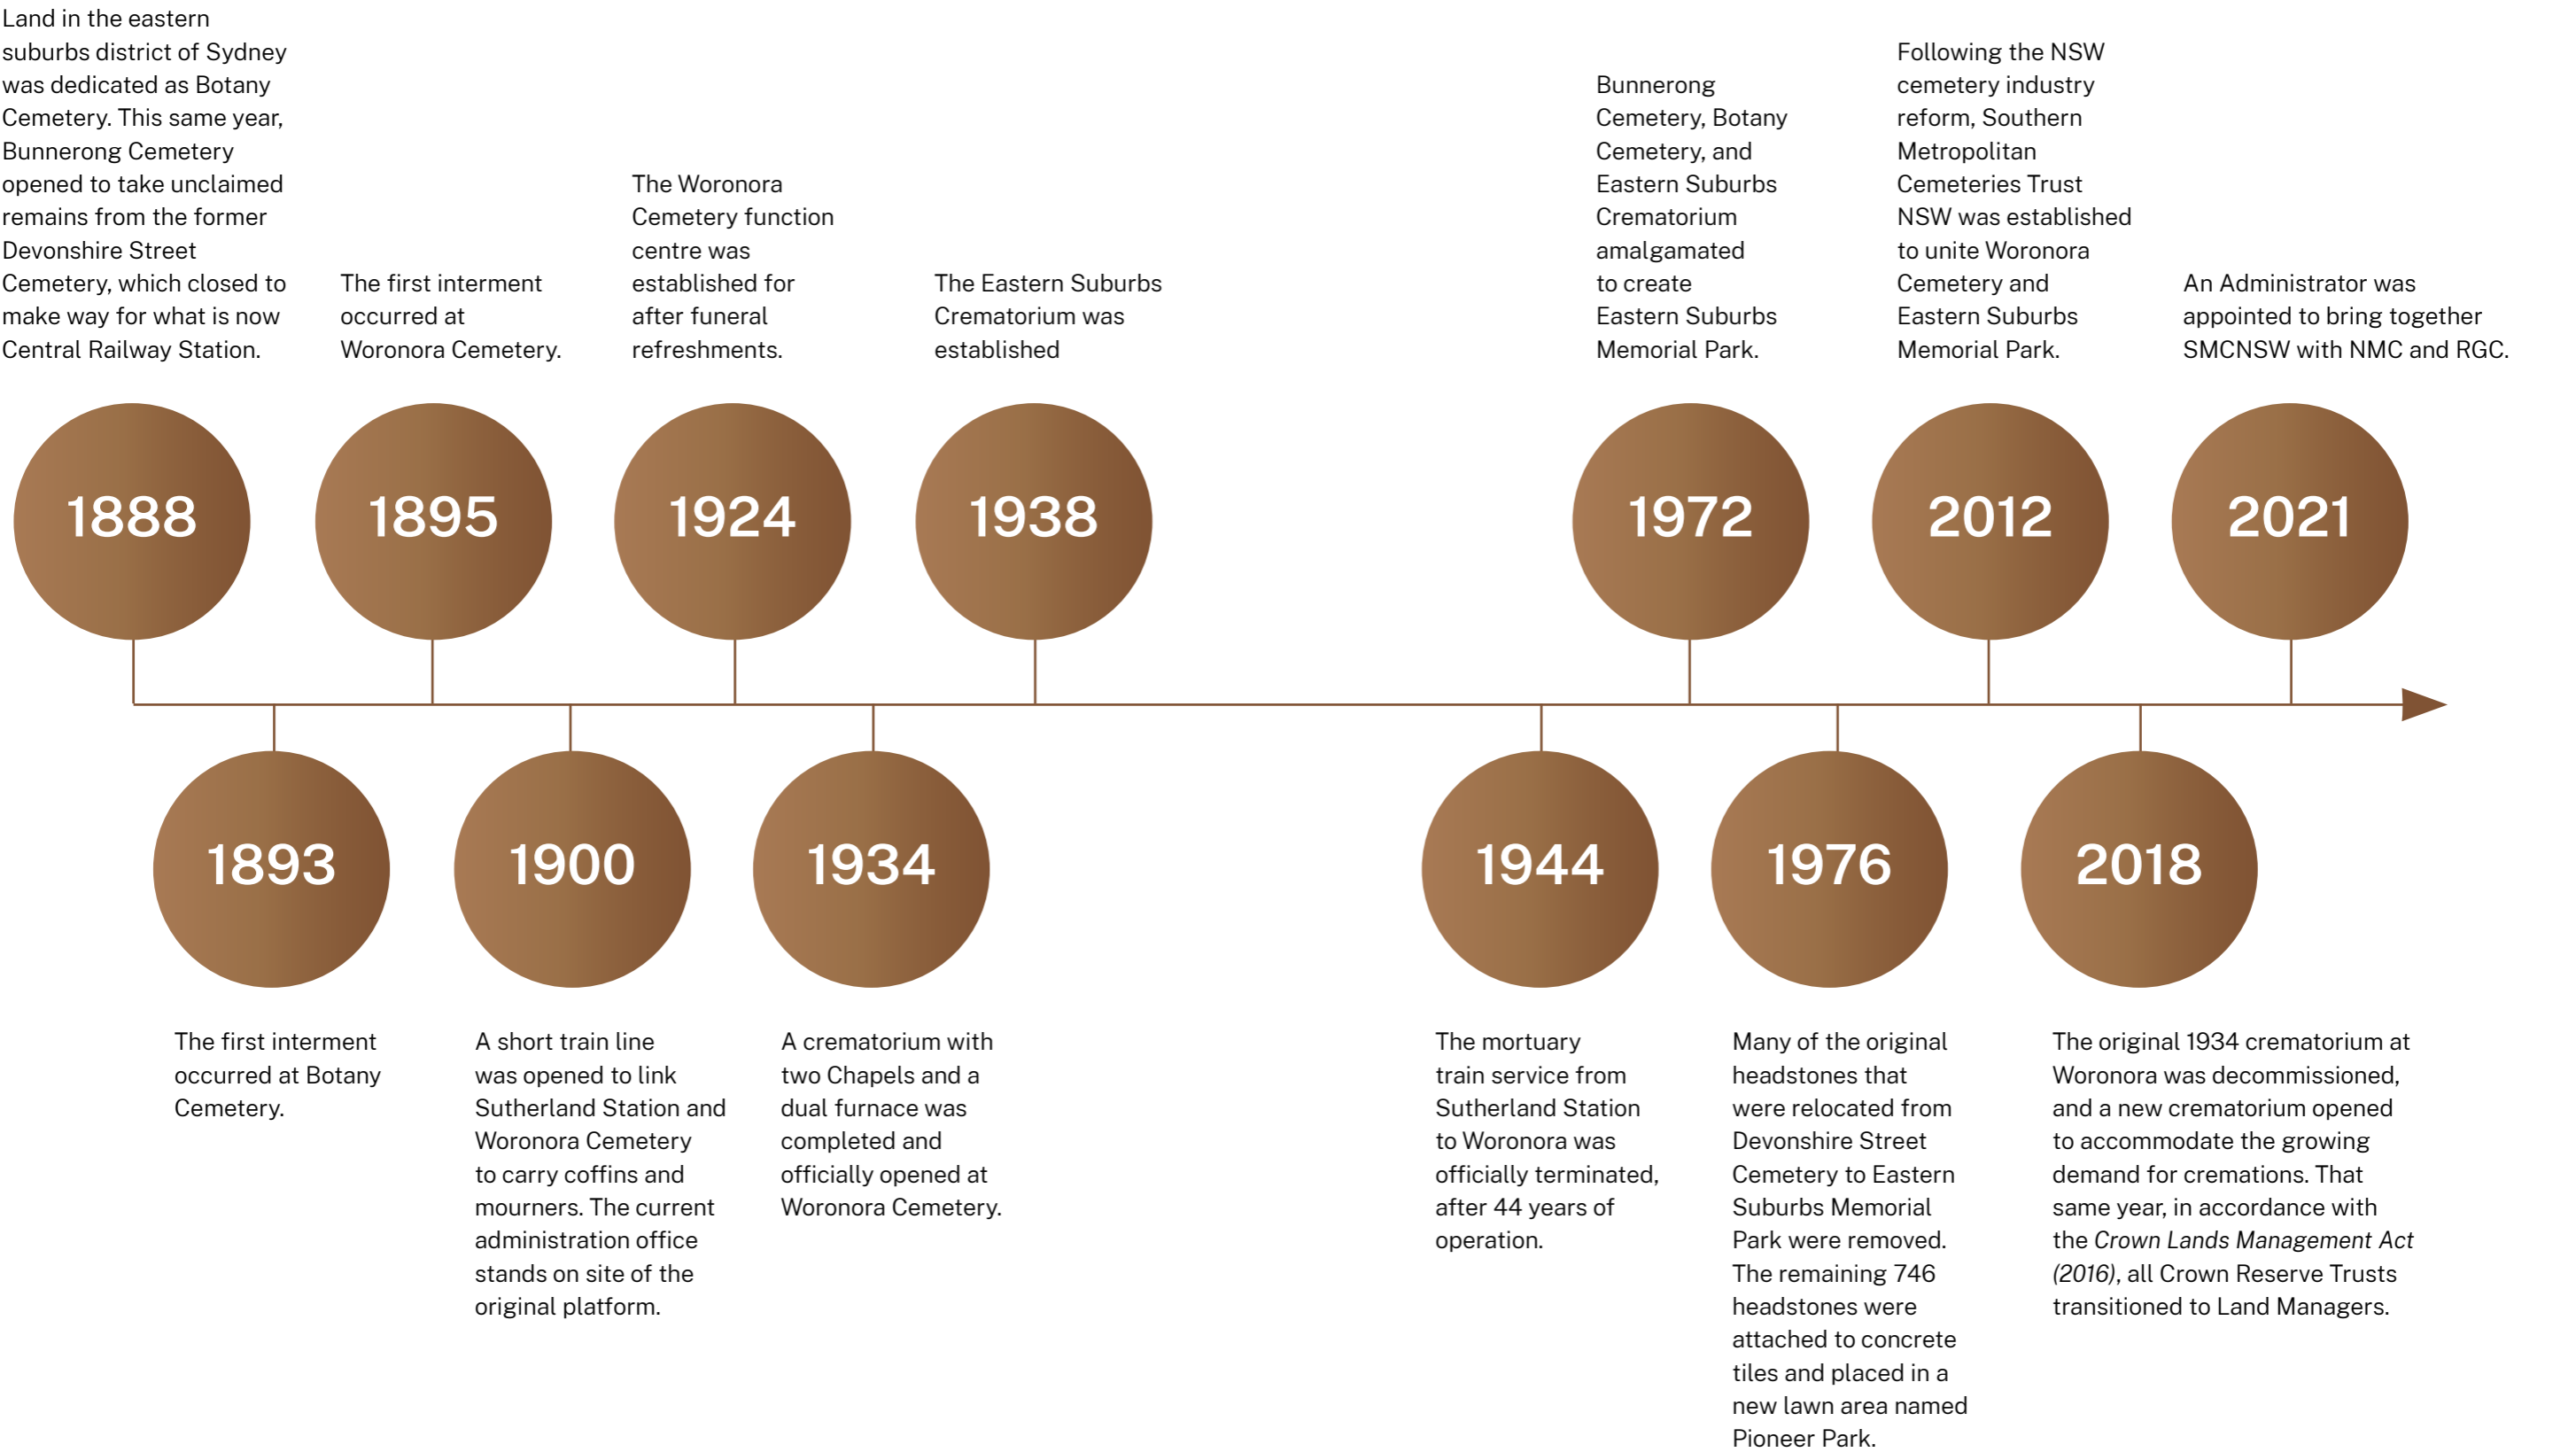 Land in the eastern
suburbs district of Sydney
was dedicated as Botany
Cemetery. This same year,
Bunnerong Cemetery
opened to take unclaimed
remains from the former
Devonshire Street
Cemetery, which closed to
make way for what is now
Central Railway Station.
1888
The first interment
occurred at Botany
Cemetery.
1893
The first interment
occurred at
Woronora Cemetery.
1895
A short train line
was opened to link
Sutherland Station and
Woronora Cemetery
to carry coffins and
mourners. The current
administration office
stands on site of the
original platform.
1900
The Woronora
Cemetery function
centre was
established for
after funeral
refreshments.
1924
A crematorium with
two Chapels and a
dual furnace was
completed and
officially opened at
Woronora Cemetery.
1934
The Eastern Suburbs
Crematorium was
established
1938
The mortuary
train service from
Sutherland Station
to Woronora was
officially terminated,
after 44 years of
operation.
1944
Bunnerong
Cemetery, Botany
Cemetery, and
Eastern Suburbs
Crematorium
amalgamated
to create
Eastern Suburbs
Memorial Park.
1972
Many of the original
headstones that
were relocated from
Devonshire Street
Cemetery to Eastern
Suburbs Memorial
Park were removed.
The remaining 746
headstones were
attached to concrete
tiles and placed in a
new lawn area named
Pioneer Park.
1976
Following the NSW
cemetery industry
reform, Southern
Metropolitan
Cemeteries Trust
NSW was established
to unite Woronora
Cemetery and
Eastern Suburbs
Memorial Park.
2012
The original 1934 crematorium at
Woronora was decommissioned,
and a new crematorium opened
to accommodate the growing
demand for cremations. That
same year, in accordance with
the Crown Lands Management Act
(2016), all Crown Reserve Trusts
transitioned to Land Managers.
2018
An Administrator was
appointed to bring together
SMCNSW with NMC and RGC.
2021